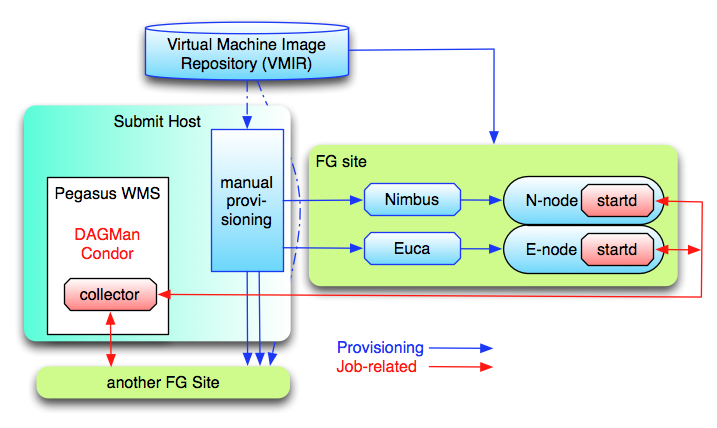 Virtual Machine Image
Repository (VMIR)
Submit Host
manual
provi-
sioning
Pegasus WMS
DAGMan
Condor
collector
FG site
Nimbus
N-node
startd
Euca
E-node
startd
Provisioning
Job-related
another FG Site